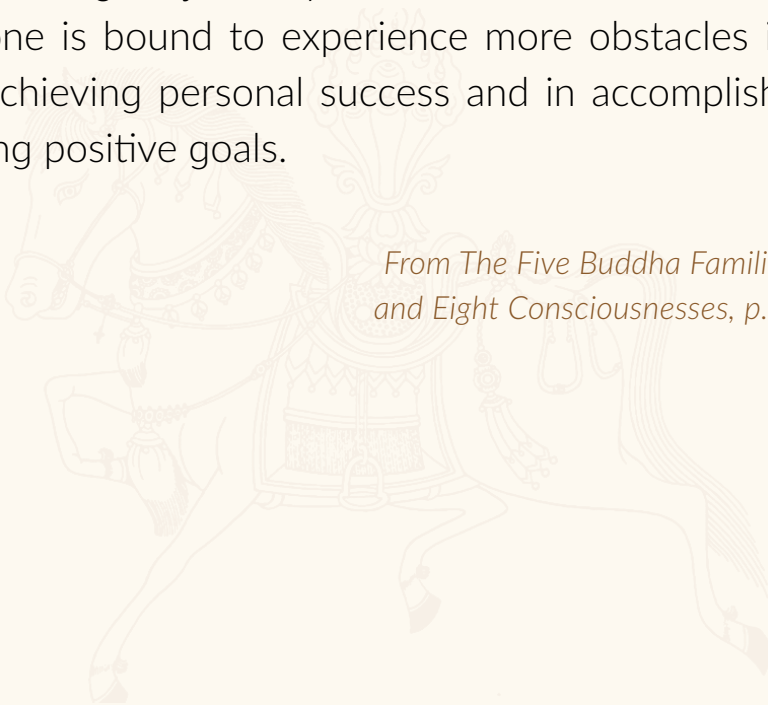 one is bound to experience more obstacles i
chieving personal success and in accomplish
ng positive goals.
From The Five Buddha Famili
and Eight Consciousnesses, p.